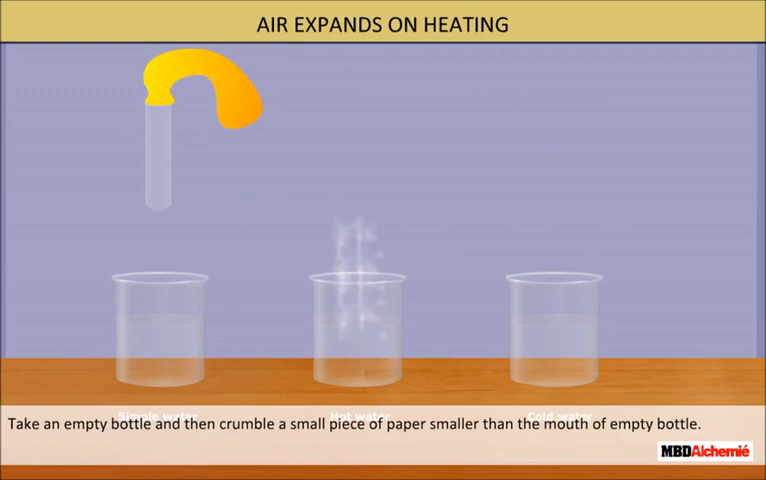 AIR EXPANDS ON HEATING
Simple water
Hot water
Cold water
Take an empty bottle and then crumble a small piece of paper smaller than the mouth of empty bottle.
MBDAlchemié